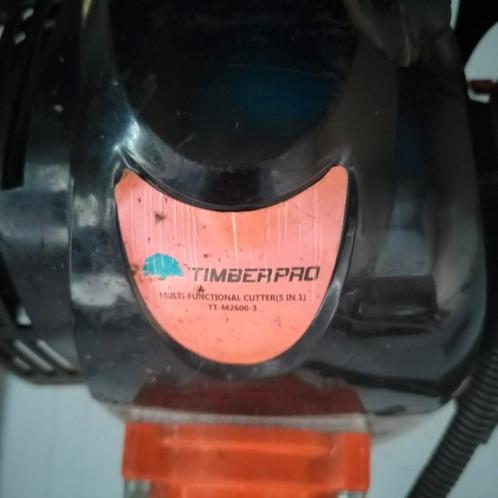 TIMBERPRO
MULTI-FUNCTIONAL CUTTER(5 IN 1)
TT-M2600-3